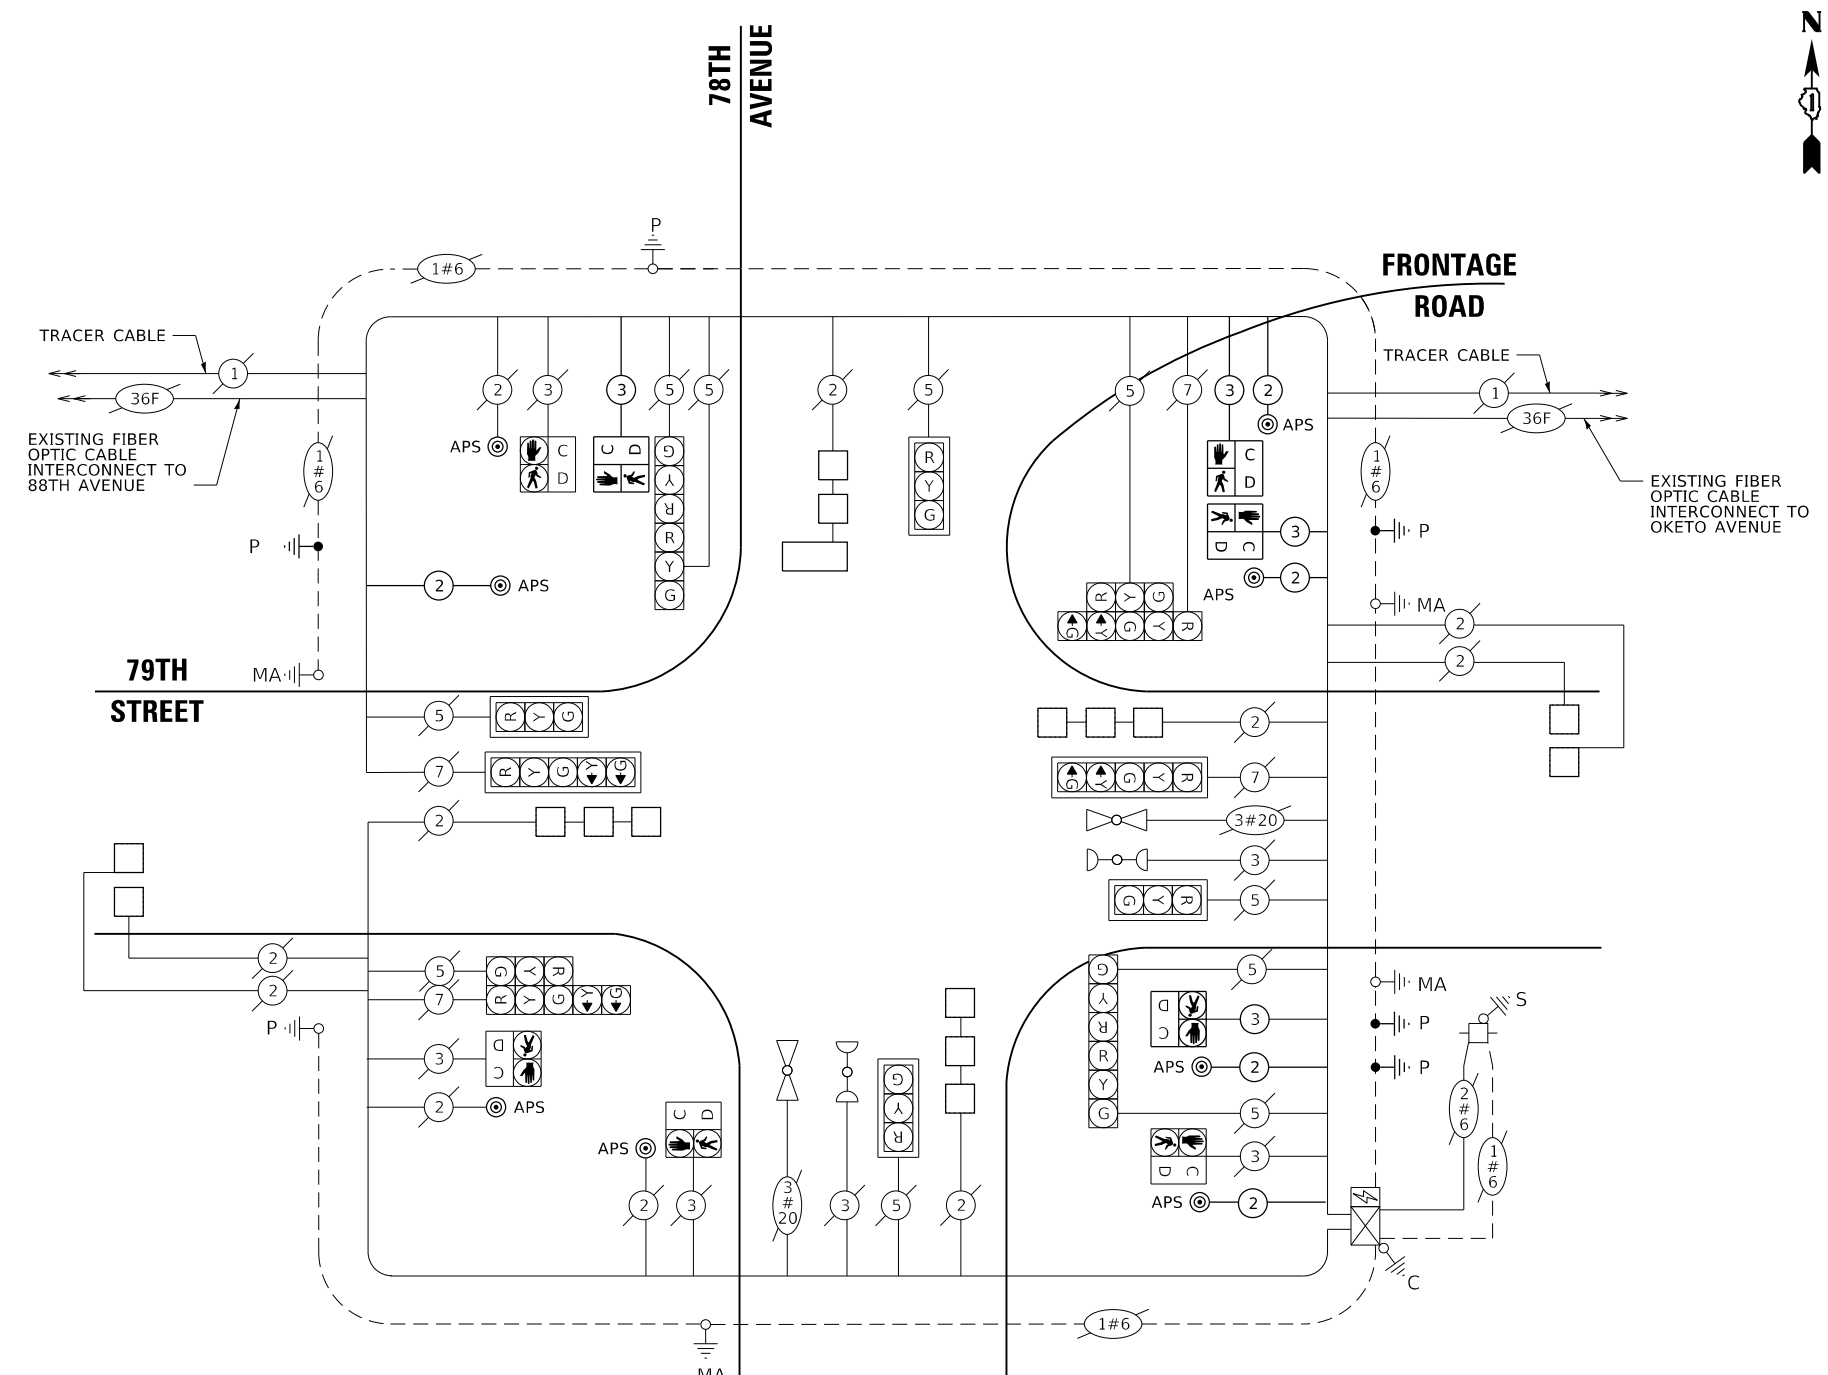 N
78TH
AVENUE
P
1#6
FRONTAGE
ROAD
TRACER CABLE
1
36F
EXISTING FIBER
OPTIC CABLE
INTERCONNECT TO
88TH AVENUE
1
#
6
P
MA
2 3 3 5 5 2 5 5 7 3 2
APS
C
D
C D
G
Y
R
R
Y
G
R
Y
G
APS
C
D
D C
3
2
APS
2 APS
R Y G
G Y G Y R
TRACER CABLE
1
36F
1
#
6
EXISTING FIBER
OPTIC CABLE
INTERCONNECT TO
OKETO AVENUE
P
MA
2
2
79TH
STREET
5 R Y G
7 R Y G Y G
2
2
G Y G Y R 7
3#20
3
G Y R 5
2
2
5 G Y R
7 R Y G Y G
P
3 D
C
2 APS
APS
C D
2 3
3
#
20
3
G
Y
R
5
2
G
Y
R
R
Y
G
5
D
C
3
APS 2
5
3
D C
APS 2
MA
P
P
S
2
#
6
1
#
6
C
1#6
MA